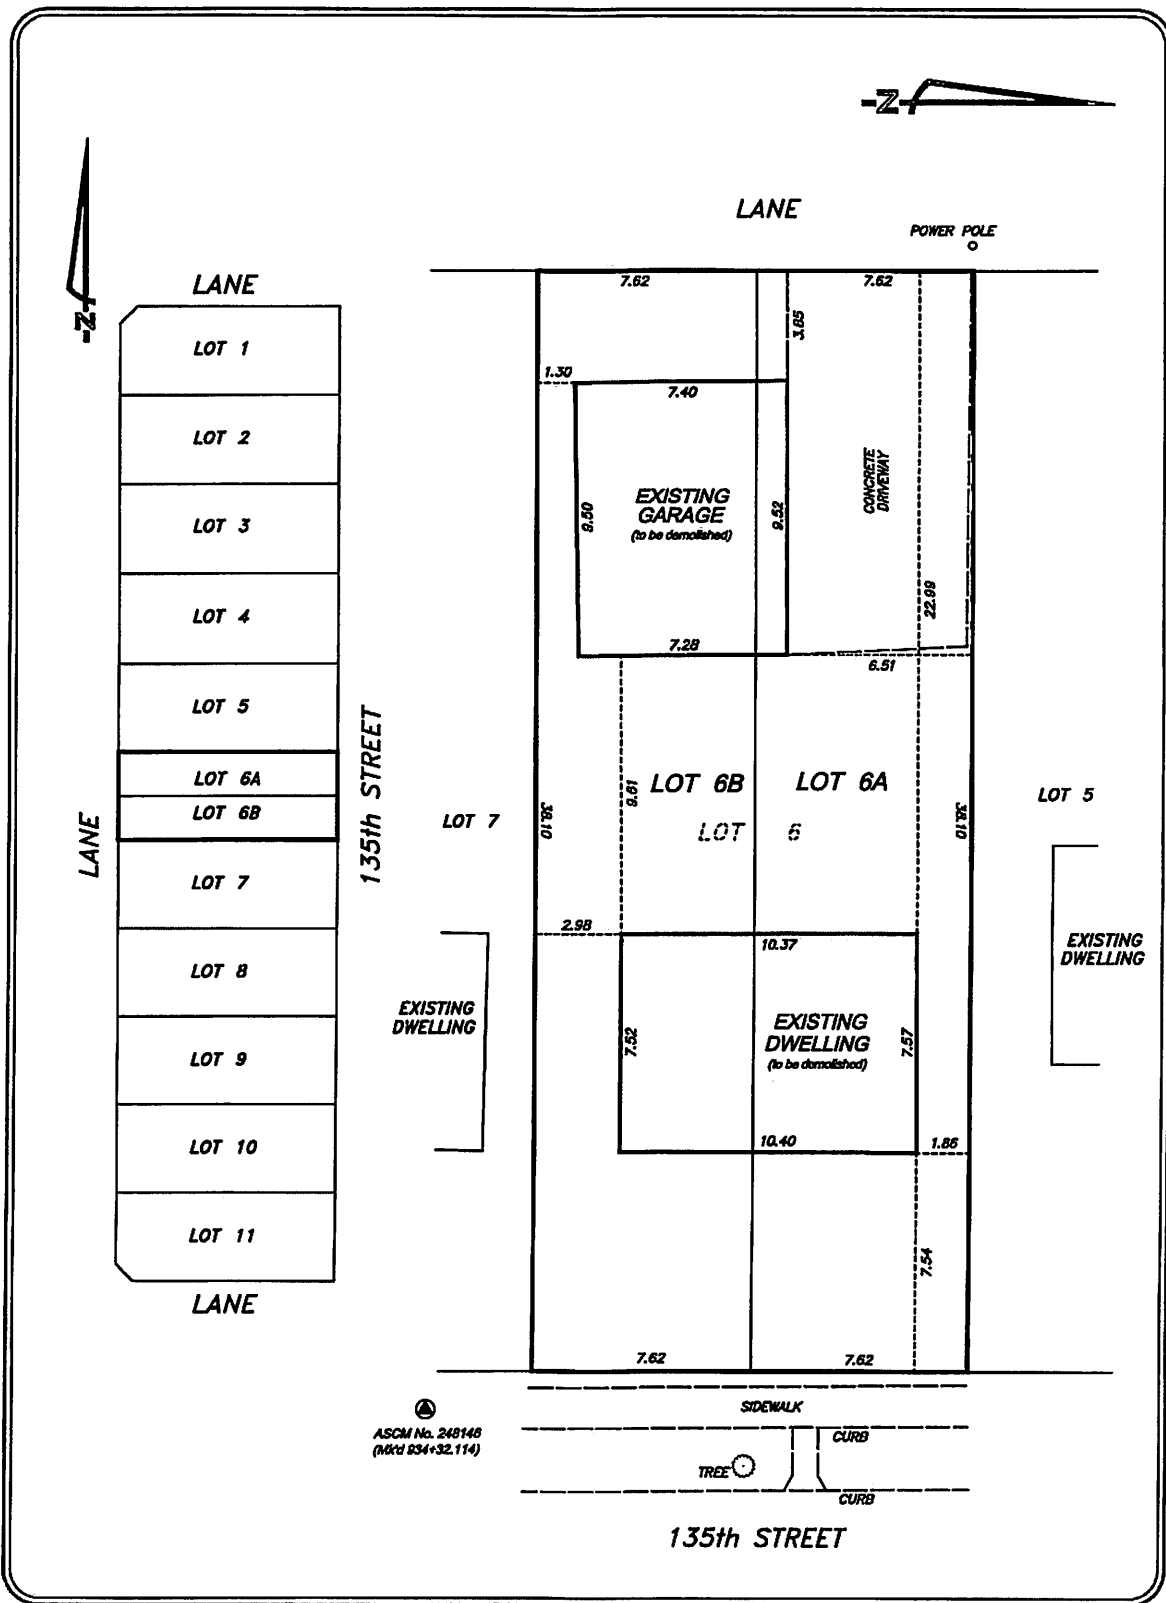 -N-
LANE
POWER POLE
-N-
LANE
LOT 1
LOT 2
LOT 3
LOT 4
LOT 5
LOT 6A
LOT 6B
LOT 7
LOT 8
LOT 9
LOT 10
LOT 11
LANE
LANE
135th STREET
7.62
7.62
3.85
1.30
7.40
CONCRETE
DRIVEWAY
EXISTING
GARAGE
(to be demolished)
9.50
9.52
22.99
7.28
6.51
LOT 6B
LOT 6A
9.61
LOT 5
LOT 7
38.10
LOT 6
38.10
2.98
10.37
EXISTING
DWELLING
EXISTING
DWELLING
EXISTING
DWELLING
(to be demolished)
7.52
7.57
10.40
1.86
7.54
7.62
7.62
SIDEWALK
ASCM No. 248146
(Mk'd 934+32.114)
CURB
TREE
CURB
135th STREET